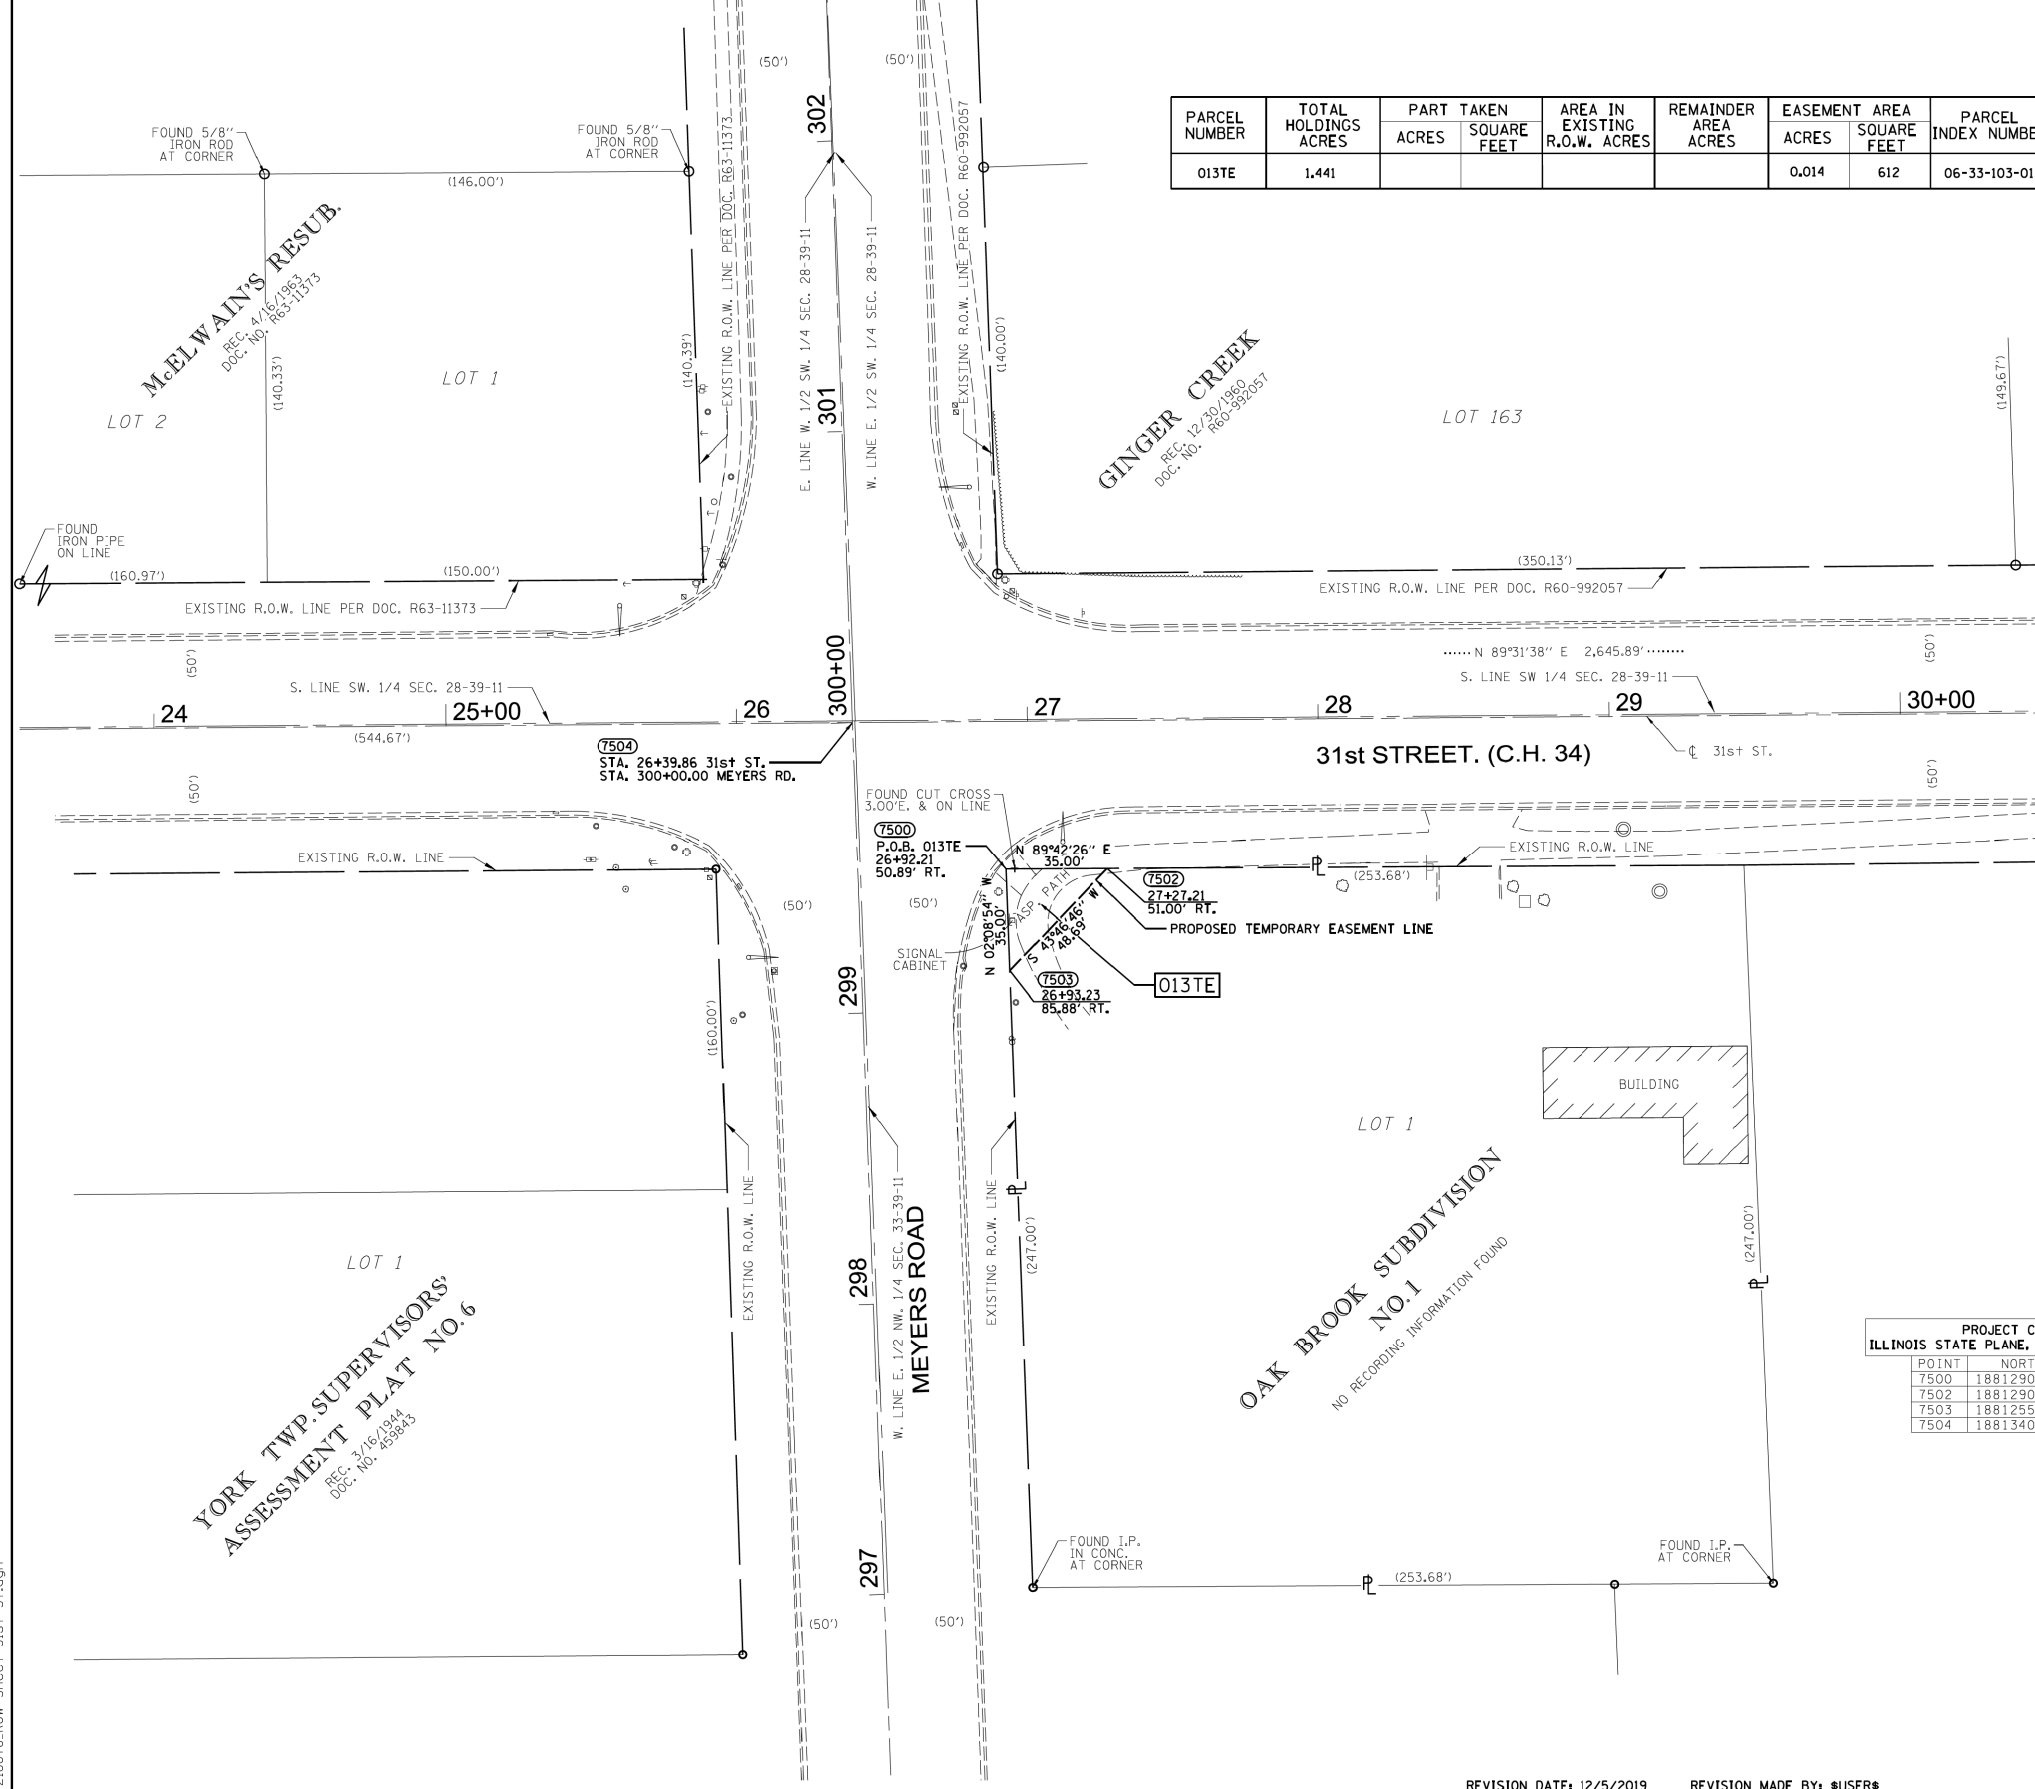 (50')
(50')
302
FOUND 5/8''
IRON ROD
AT CORNER
FOUND 5/8''
IRON ROD
AT CORNER
(146.00')
PARCEL
NUMBER
TOTAL
HOLDINGS
ACRES
PART TAKEN
ACRES
SQUARE
FEET
AREA IN
EXISTING
R.O.W. ACRES
REMAINDER
AREA
ACRES
EASEMENT AREA
ACRES
SQUARE
FEET
PARCEL
INDEX NUMBE
013TE
1.441
0.014
612
06-33-103-01
McELWAIN'S RESUB.
REC. 4/16/1963
DOC. NO. R63-11373
LOT 2
(140.33')
LOT 1
(140.39')
EXISTING R.O.W. LINE PER DOC. R63-11373
E. LINE W. 1/2 SW. 1/4 SEC. 28-39-11
301
W. LINE E. 1/2 SW. 1/4 SEC. 28-39-11
EXISTING R.O.W. LINE PER DOC. R60-992057
(140.00')
GINGER CREEK
REC. 12/30/1960
DOC. NO. R60-992057
LOT 163
(149.67')
FOUND
IRON PIPE
ON LINE
(160.97')
(150.00')
EXISTING R.O.W. LINE PER DOC. R63-11373
(350.13')
EXISTING R.O.W. LINE PER DOC. R60-992057
(50')
300+00
······ N 89°31'38'' E 2,645.89' ········
(50')
S. LINE SW. 1/4 SEC. 28-39-11
S. LINE SW 1/4 SEC. 28-39-11
24
25+00
26
27
28
29
30+00
(544.67')
7504
STA. 26+39.86 31st ST.
STA. 300+00.00 MEYERS RD.
31st STREET. (C.H. 34)
℄ 31st ST.
(50')
(50')
FOUND CUT CROSS
3.00'E. & ON LINE
7500
P.O.B. 013TE
26+92.21
50.89' RT.
N 89°42'26'' E
35.00'
EXISTING R.O.W. LINE
EXISTING R.O.W. LINE
PL
(253.68')
7502
27+27.21
51.00' RT.
PROPOSED TEMPORARY EASEMENT LINE
ASP. PATH
N 02°08'54'' W
35.00'
S 43°46'46'' W
48.69'
(50')
(50')
SIGNAL
CABINET
7503
26+93.23
85.88' RT.
013TE
299
(160.00')
BUILDING
LOT 1
EXISTING R.O.W. LINE
W. LINE E. 1/2 NW. 1/4 SEC. 33-39-11
298
MEYERS ROAD
EXISTING R.O.W. LINE
PL
(247.00')
OAK BROOK SUBDIVISION
NO.1
NO RECORDING INFORMATION FOUND
(247.00')
PL
LOT 1
YORK TWP.SUPERVISORS'
ASSESSMENT PLAT NO.6
REC. 3/16/1944
DOC. NO. 459843
PROJECT C
ILLINOIS STATE PLANE,
POINT NORT
7500 1881290
7502 1881290
7503 1881255
7504 1881340
297
FOUND I.P.
IN CONC.
AT CORNER
FOUND I.P.
AT CORNER
PL
(253.68')
(50')
(50')
REVISION DATE: 12/5/2019 REVISION MADE BY: $USER$